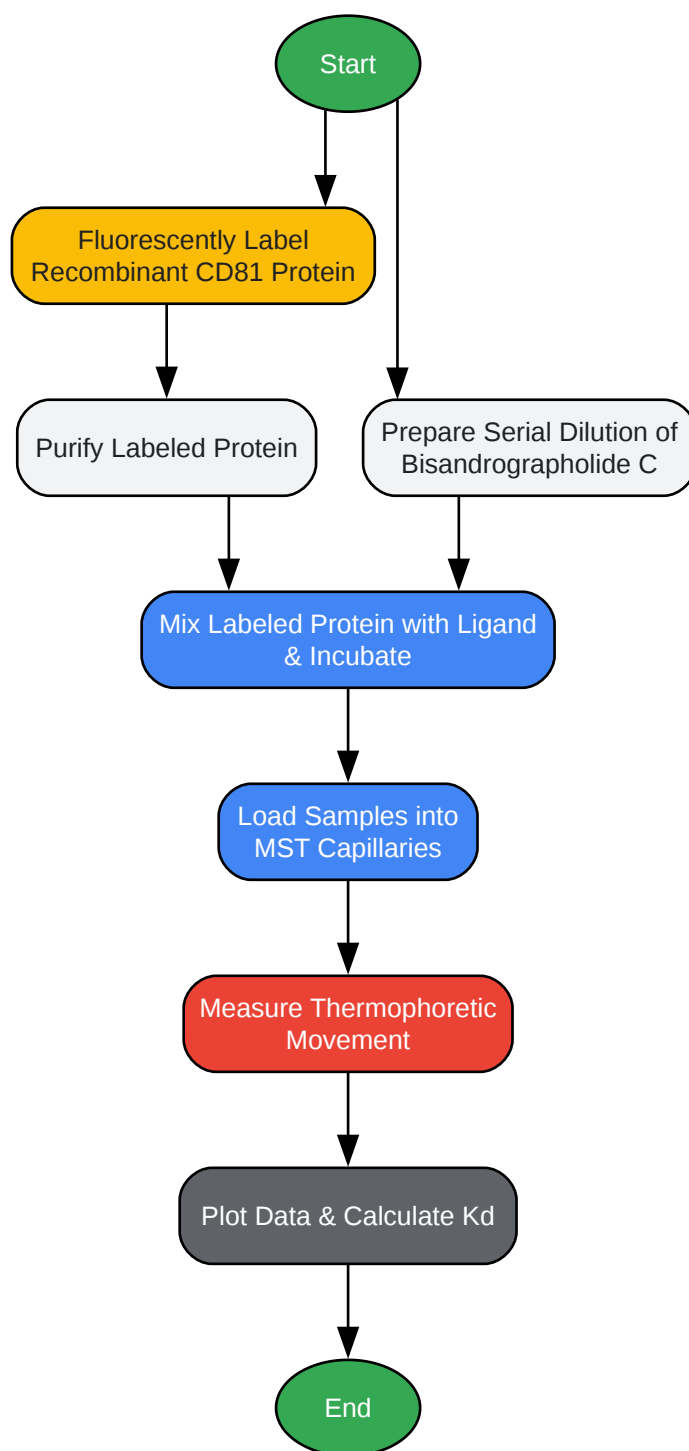 Start
Fluorescently Label
Recombinant CD81 Protein
Purify Labeled Protein
Prepare Serial Dilution of
Bisandrographolide C
Mix Labeled Protein with Ligand
& Incubate
Load Samples into
MST Capillaries
Measure Thermophoretic
Movement
Plot Data & Calculate Kd
End